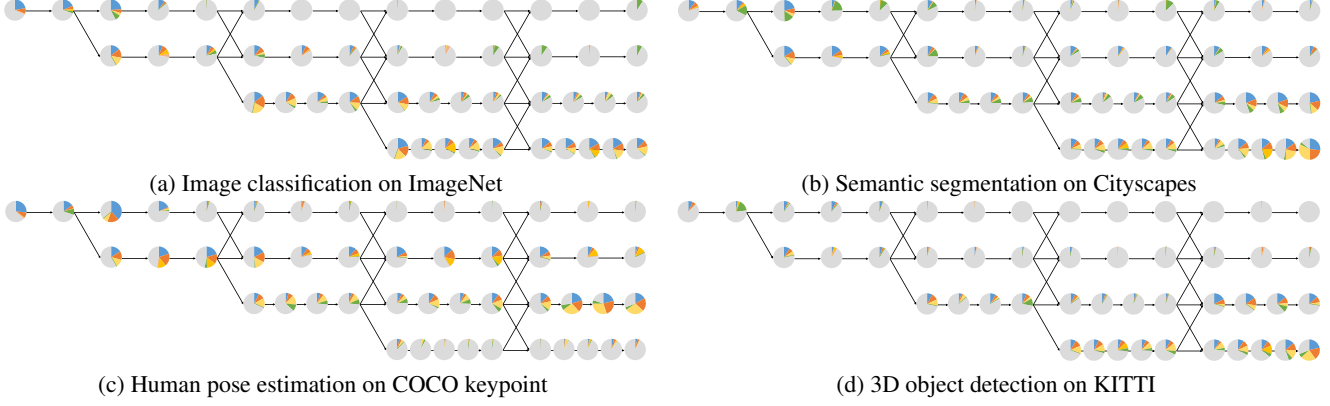 (a) Image classification on ImageNet
(b) Semantic segmentation on Cityscapes
(c) Human pose estimation on COCO keypoint
(d) 3D object detection on KITTI